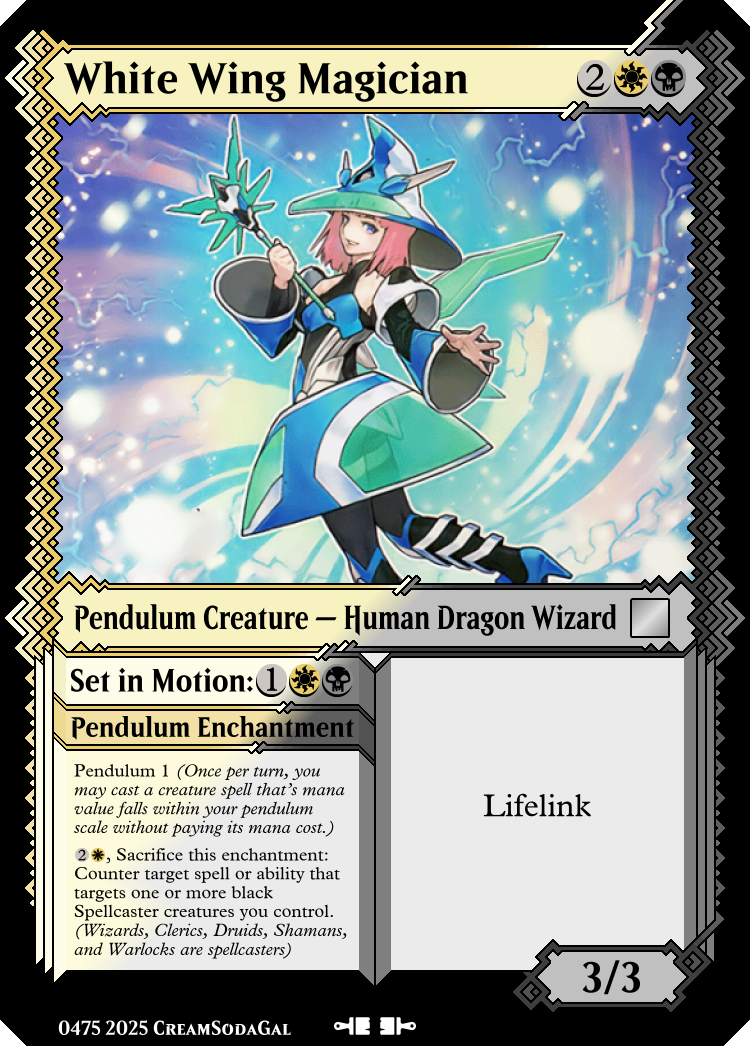 White Wing Magician 2
Pendulum Creature — Human Dragon Wizard
Set in Motion: 1
Pendulum Enchantment
Pendulum 1 (Once per turn, you
may cast a creature spell that's mana
value falls within your pendulum
scale without paying its mana cost.)
2, Sacrifice this enchantment:
Counter target spell or ability that
targets one or more black
Spellcaster creatures you control.
(Wizards, Clerics, Druids, Shamans,
and Warlocks are spellcasters)
Lifelink
3/3
0475 2025 CreamSodaGal